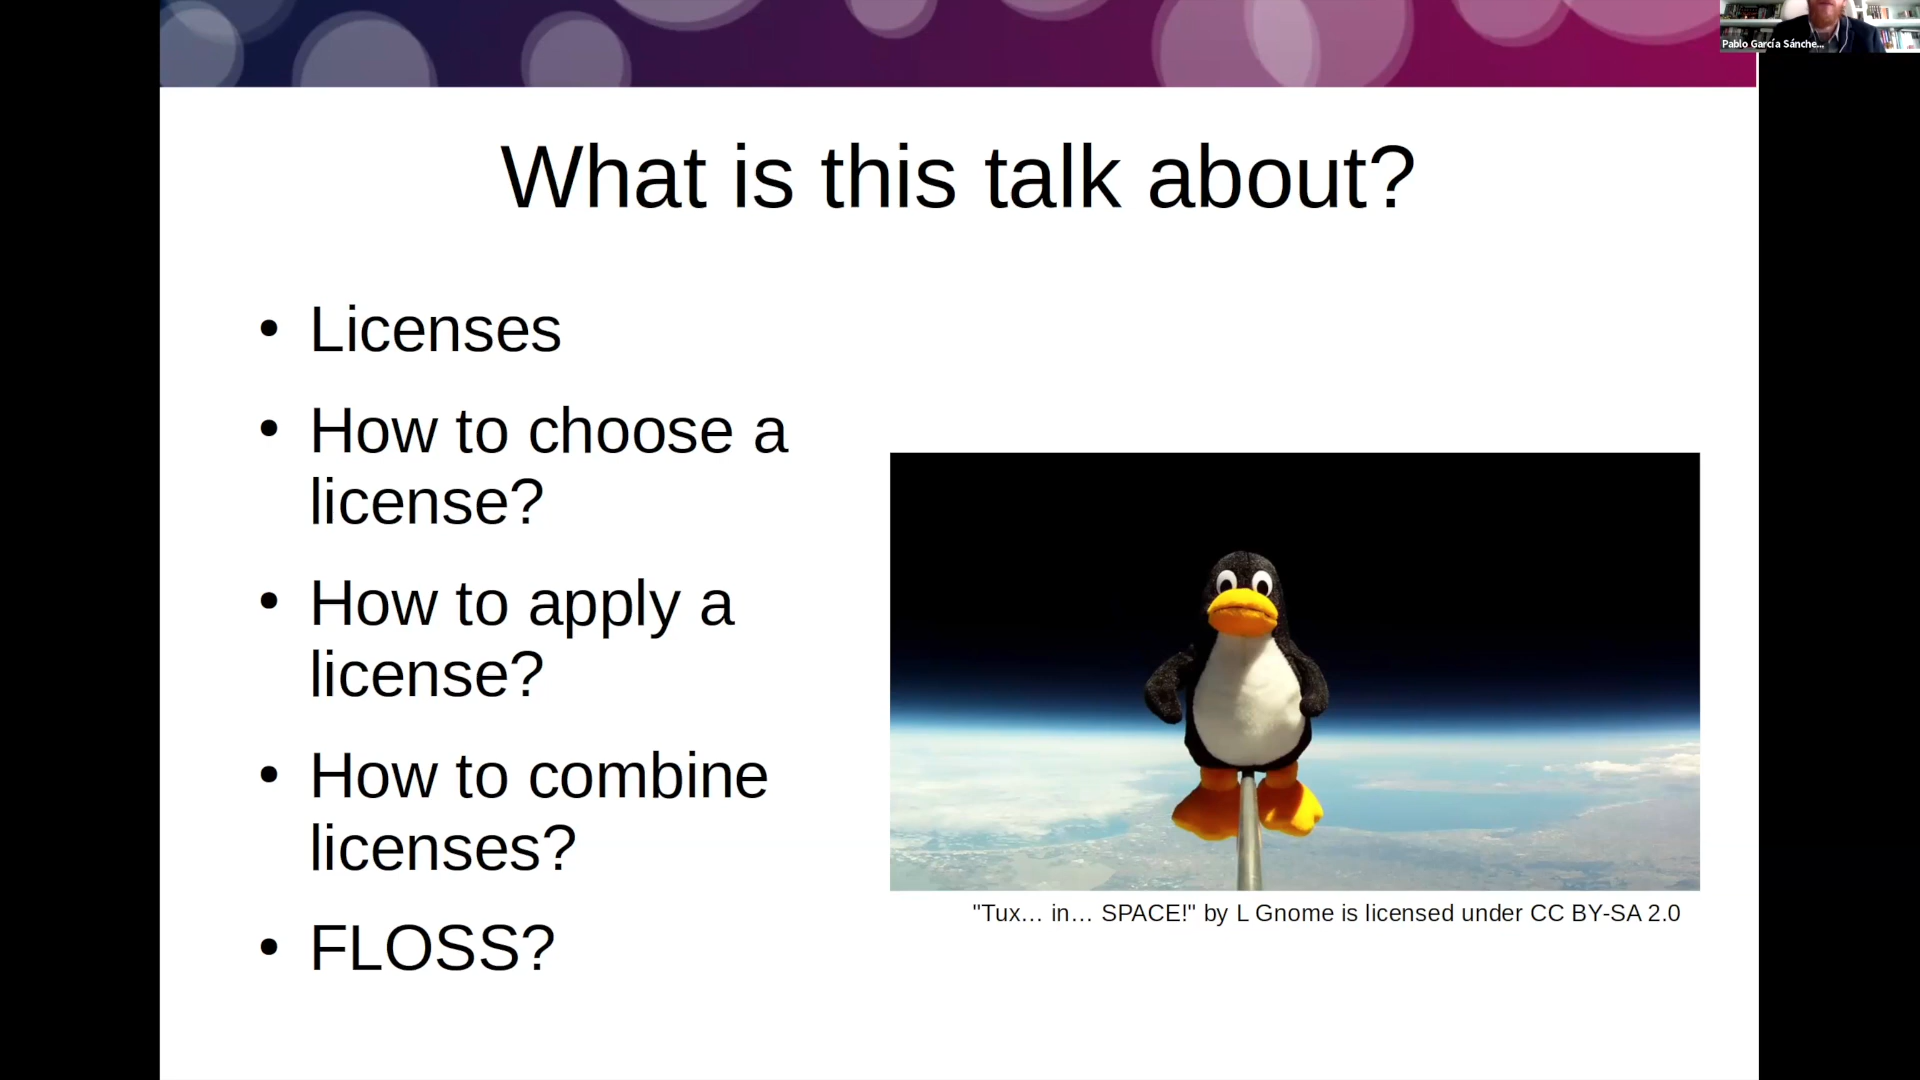 Pablo García Sánche...
What is this talk about?
• Licenses
• How to choose a
license?
• How to apply a
license?
• How to combine
licenses?
• FLOSS?
"Tux... in... SPACE!" by L Gnome is licensed under CC BY-SA 2.0